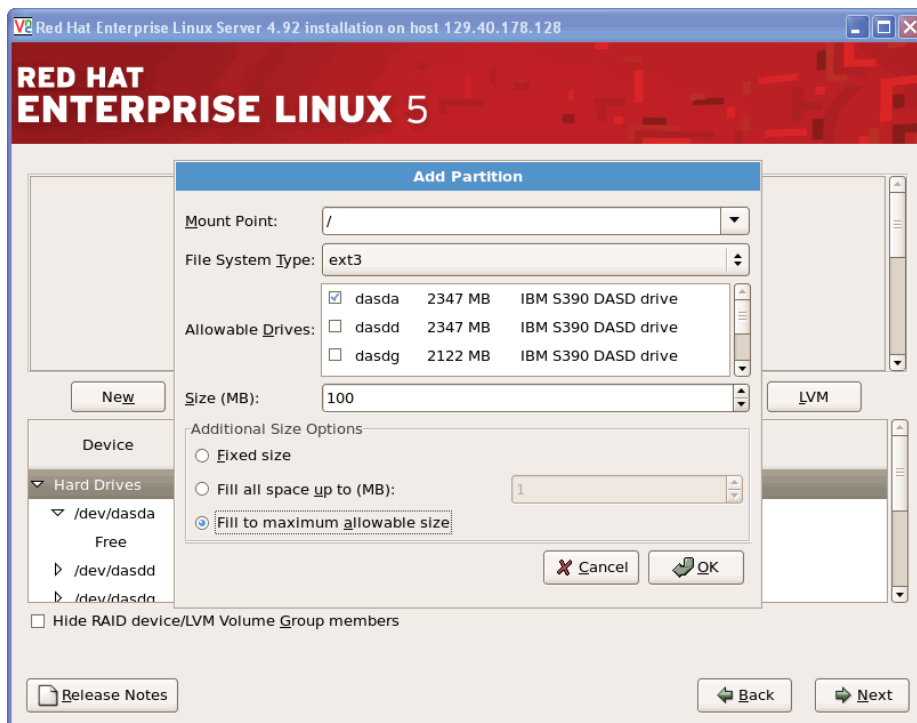 Red Hat Enterprise Linux Server 4.92 installation on host 129.40.178.128
RED HAT
ENTERPRISE LINUX 5
Add Partition
Mount Point: /
File System Type: ext3
Allowable Drives:
dasda 2347 MB IBM S390 DASD drive
dasdd 2347 MB IBM S390 DASD drive
dasdg 2122 MB IBM S390 DASD drive
New
Size (MB): 100
LVM
Additional Size Options
Device
Fixed size
Hard Drives
Fill all space up to (MB): 1
/dev/dasda
Fill to maximum allowable size
Free
Cancel
OK
/dev/dasdd
/dev/dasdg
Hide RAID device/LVM Volume Group members
Release Notes
Back
Next